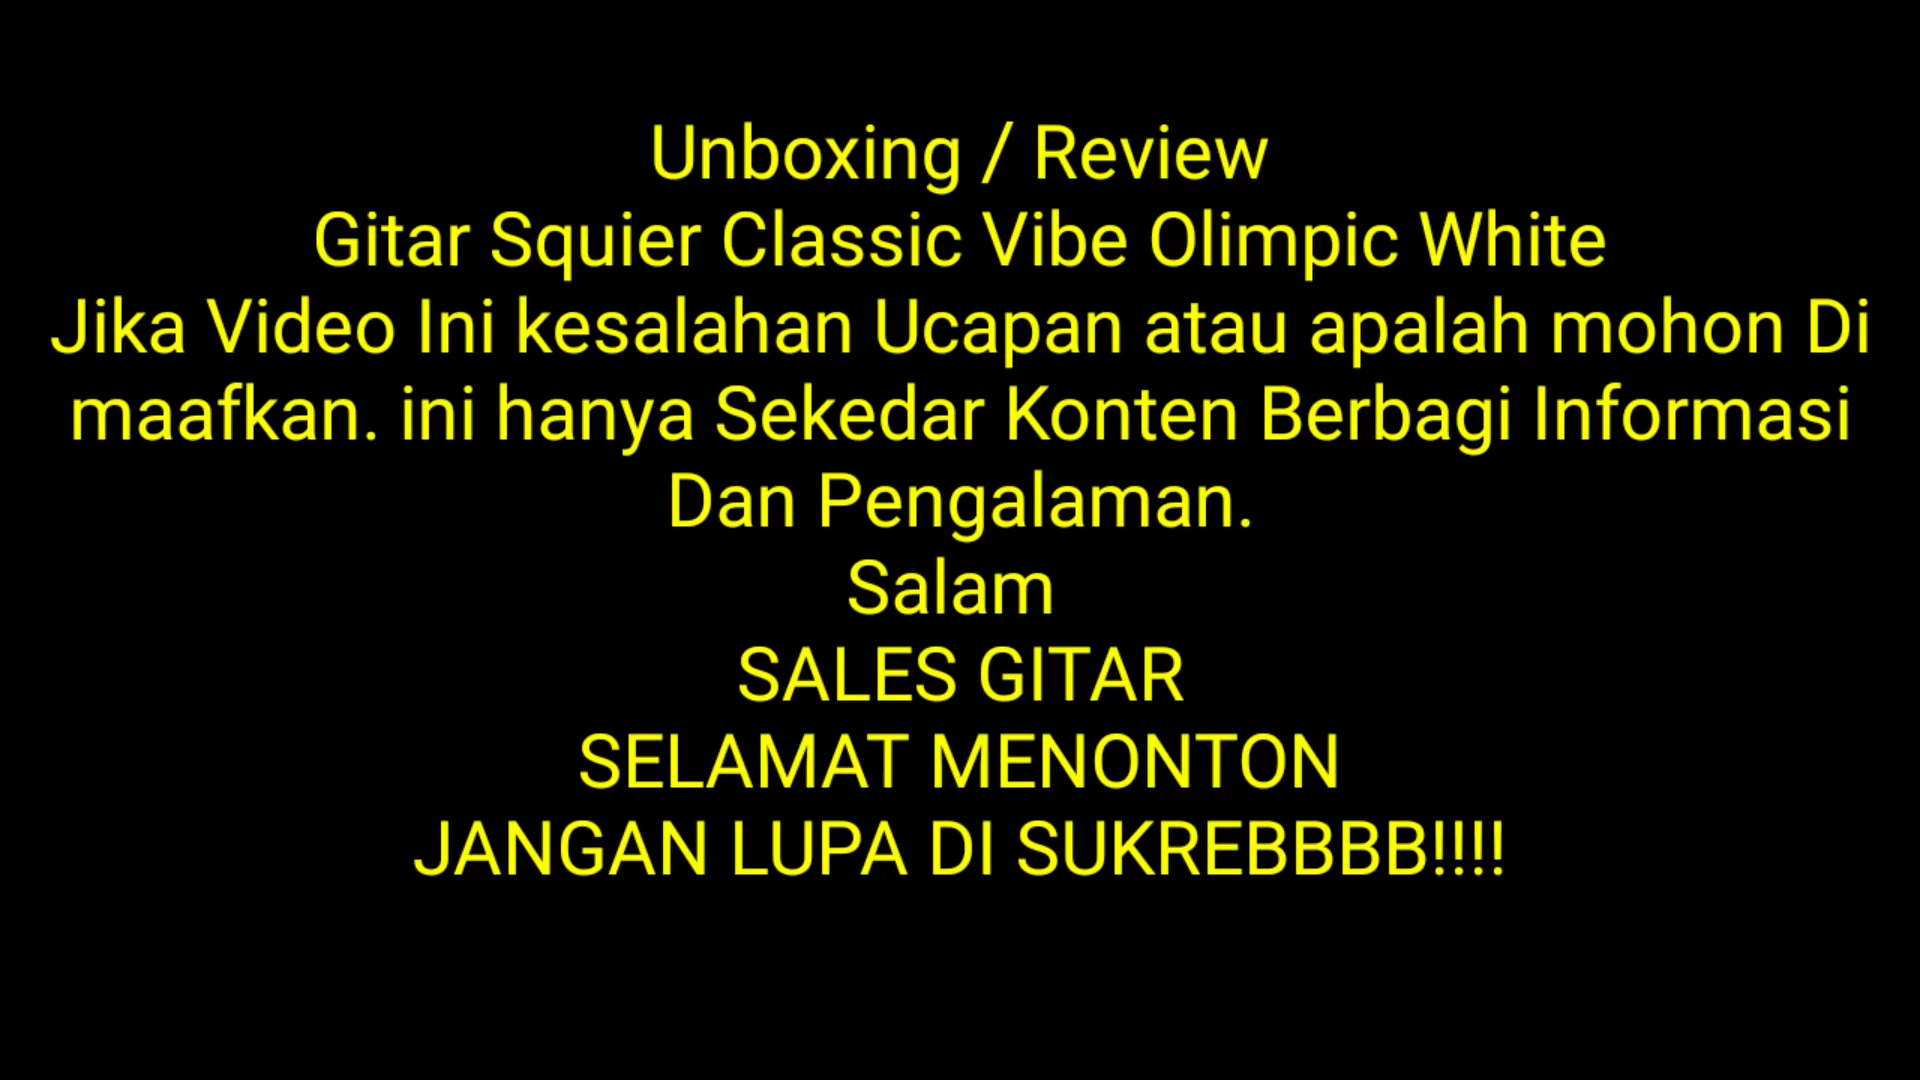 Unboxing / Review
Gitar Squier Classic Vibe Olimpic White
Jika Video Ini kesalahan Ucapan atau apalah mohon Di
maafkan. ini hanya Sekedar Konten Berbagi Informasi
Dan Pengalaman.
Salam
SALES GITAR
SELAMAT MENONTON
JANGAN LUPA DI SUKREBBBB!!!!